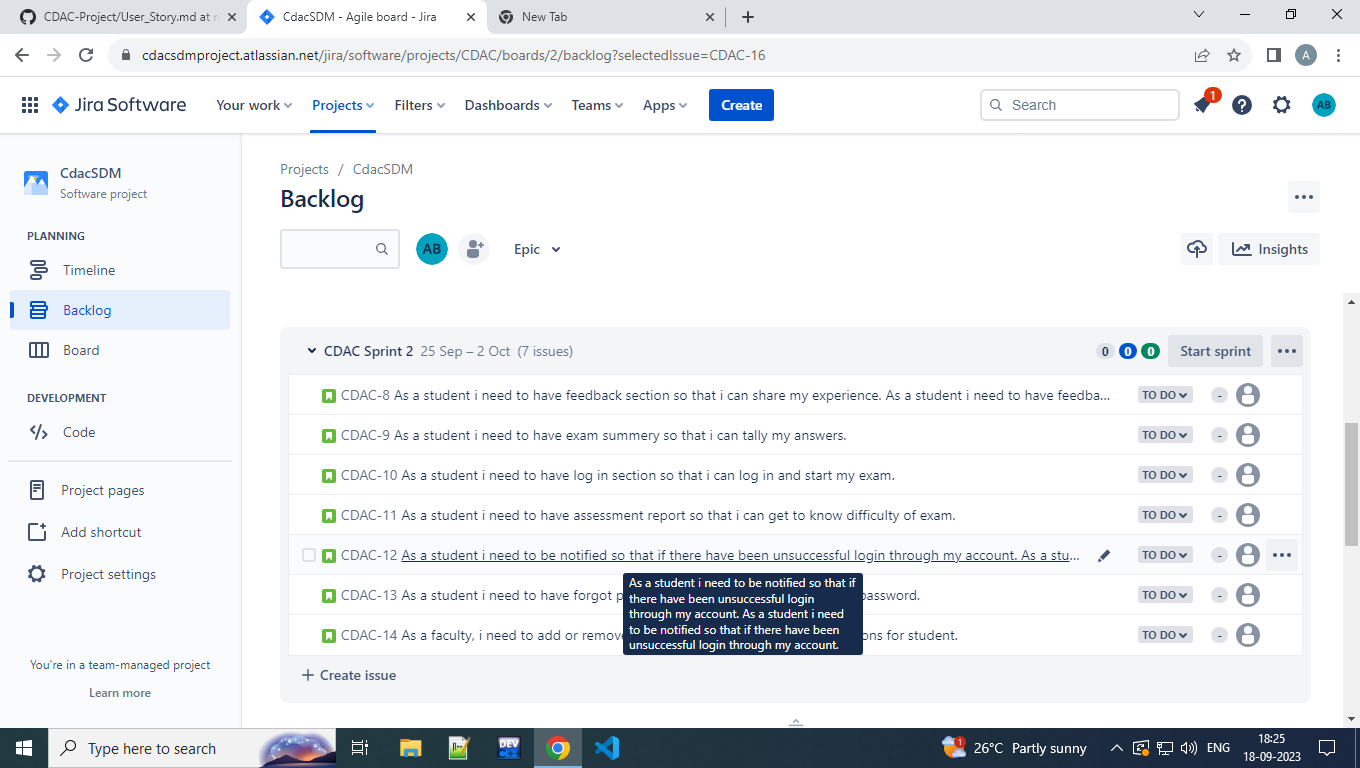 CDAC-Project/User_Story.md at
CdacSDM - Agile board - Jira
New Tab
cdacsdmproject.atlassian.net/jira/software/projects/CDAC/boards/2/backlog?selectedIssue=CDAC-16
A
Jira Software
Your work
Projects
Filters
Dashboards
Teams
Apps
Create
Search
1
AB
CdacSDM
Software project
PLANNING
Timeline
Backlog
Board
DEVELOPMENT
Code
Project pages
Add shortcut
Project settings
You're in a team-managed project
Learn more
Projects / CdacSDM
Backlog
AB
Epic
Insights
CDAC Sprint 2 25 Sep – 2 Oct (7 issues)
0 0 0
Start sprint
CDAC-8 As a student i need to have feedback section so that i can share my experience. As a student i need to have feedba... TO DO -
CDAC-9 As a student i need to have exam summery so that i can tally my answers. TO DO -
CDAC-10 As a student i need to have log in section so that i can log in and start my exam. TO DO -
CDAC-11 As a student i need to have assessment report so that i can get to know difficulty of exam. TO DO -
CDAC-12 As a student i need to be notified so that if there have been unsuccessful login through my account. As a stu... TO DO -
CDAC-13 As a student i need to have forgot p password. TO DO -
CDAC-14 As a faculty, i need to add or remove ons for student. TO DO -
As a student i need to be notified so that if
there have been unsuccessful login
through my account. As a student i need
to be notified so that if there have been
unsuccessful login through my account.
+ Create issue
Type here to search
DEV
1
26°C Partly sunny
ENG
18:25
18-09-2023